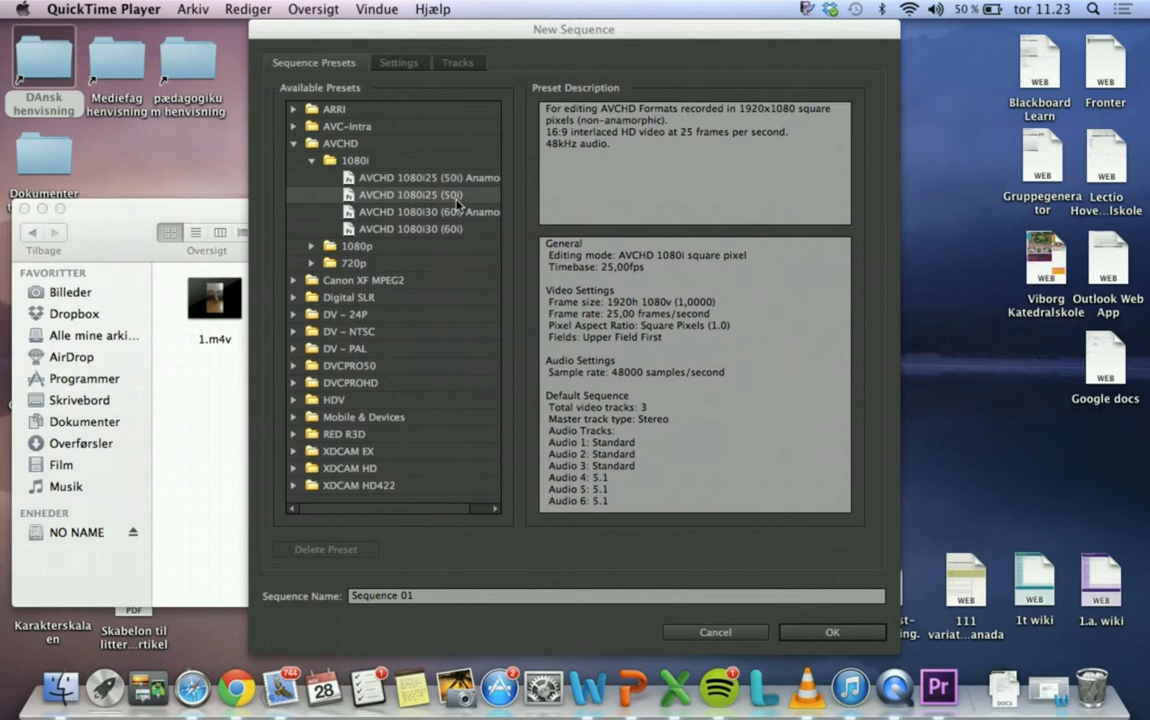 QuickTime Player Arkiv Rediger Oversigt Vindue Hjælp 50 % tor 11.23
New Sequence
Sequence Presets Settings Tracks
Available Presets
ARRI
AVC-Intra
AVCHD
1080i
AVCHD 1080i25 (50i) Anamo
AVCHD 1080i25 (50i)
AVCHD 1080i30 (60i) Anamo
AVCHD 1080i30 (60i)
1080p
720p
Canon XF MPEG2
Digital SLR
DV - 24P
DV - NTSC
DV - PAL
DVCPRO50
DVCPROHD
HDV
Mobile & Devices
RED R3D
XDCAM EX
XDCAM HD
XDCAM HD422
Delete Preset
Preset Description
For editing AVCHD Formats recorded in 1920x1080 square
pixels (non-anamorphic).
16:9 interlaced HD video at 25 frames per second.
48kHz audio.
General
Editing mode: AVCHD 1080i square pixel
Timebase: 25,00fps
Video Settings
Frame size: 1920h 1080v (1,0000)
Frame rate: 25,00 frames/second
Pixel Aspect Ratio: Square Pixels (1.0)
Fields: Upper Field First
Audio Settings
Sample rate: 48000 samples/second
Default Sequence
Total video tracks: 3
Master track type: Stereo
Audio Tracks:
Audio 1: Standard
Audio 2: Standard
Audio 3: Standard
Audio 4: 5.1
Audio 5: 5.1
Audio 6: 5.1
Sequence Name: Sequence 01
Cancel OK
DAnsk
henvisning
Mediefag
henvisning
pædagogiku
m henvisning
Dokumenter
Tilbage Oversigt
FAVORITTER
Billeder
Dropbox
Alle mine arki...
AirDrop
Programmer
Skrivebord
Dokumenter
Overførsler
Film
Musik
ENHEDER
NO NAME
1.m4v
PDF
Karakterskala
en
Skabelon til
litter...rtikel
WEB
Blackboard
Learn
WEB
Fronter
WEB
Gruppegenera
tor
WEB
Lectio
Hove...lskole
WEB
Viborg
Katedralskole
WEB
Outlook Web
App
WEB
Google docs
WEB
111
variat...anada
WEB
1t wiki
WEB
1.a. wiki
st-
ng.
744
28
1
2
1
Pr
DOCX